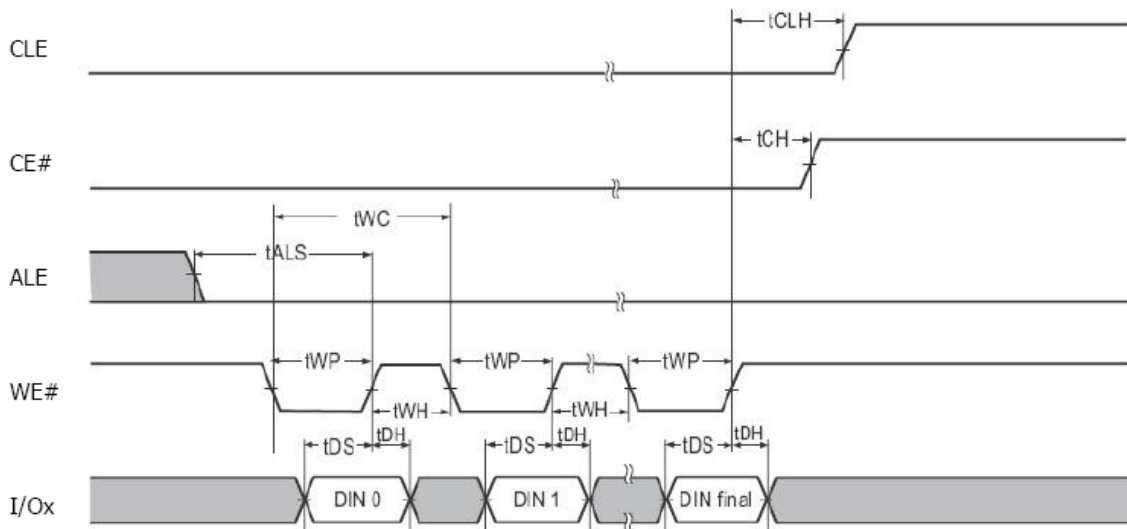 tCLH
CLE
tCH
CE#
tWC
tALS
ALE
tWP tWP tWP
WE#
tWH tWH
tDS tDH tDS tDH tDS tDH
I/Ox DIN 0 DIN 1 DIN final